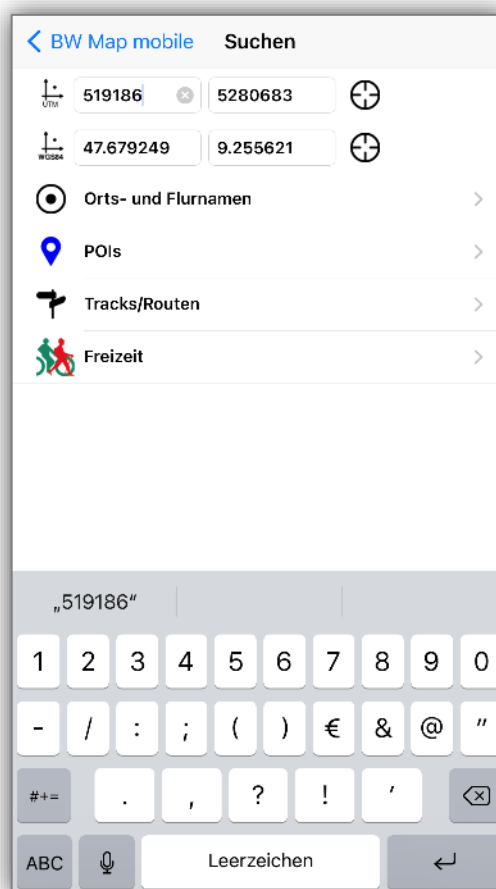 BW Map mobile Suchen
UTM 519186 5280683
WGS84 47.679249 9.255621
Orts- und Flurnamen
POIs
Tracks/Routen
Freizeit
„519186“
1 2 3 4 5 6 7 8 9 0
- / : ; ( ) € & @ "
#+= . , ? ! ʼ
ABC Leerzeichen